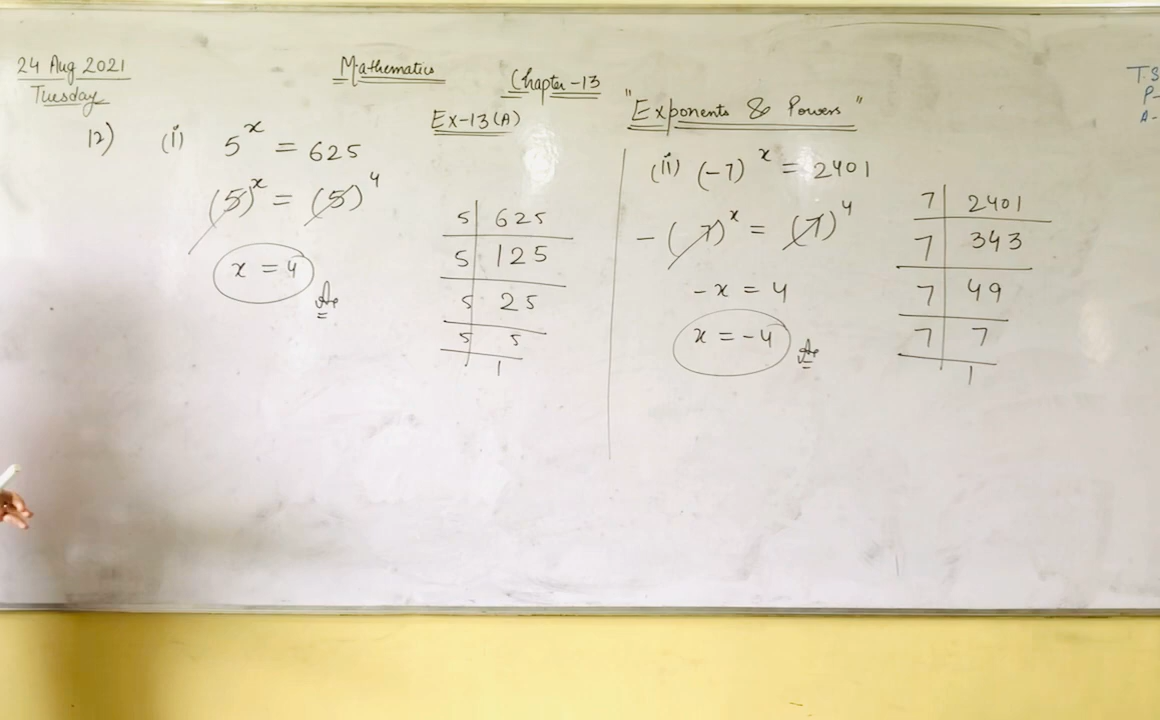 24 Aug 2021
Tuesday
Mathematics
Chapter-13
"Exponents & Powers"
Ex-13(A)
12) (i) 5^x = 625
(5)^x = (5)^4
x = 4
Ans
5 | 625
5 | 125
5 | 25
5 | 5
1
(ii) (-7)^x = 2401
-(7)^x = (7)^4
-x = 4
x = -4
Ans
7 | 2401
7 | 343
7 | 49
7 | 7
1
T.S
P-
A-